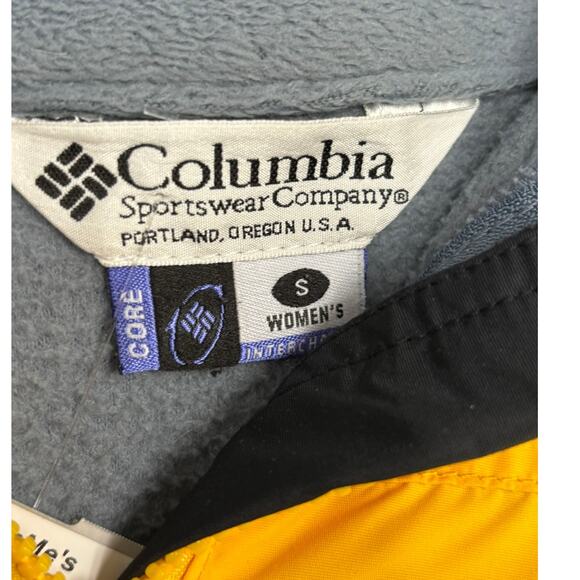 Columbia
Sportswear Company®
PORTLAND, OREGON U.S.A.
CORE
S
WOMEN'S